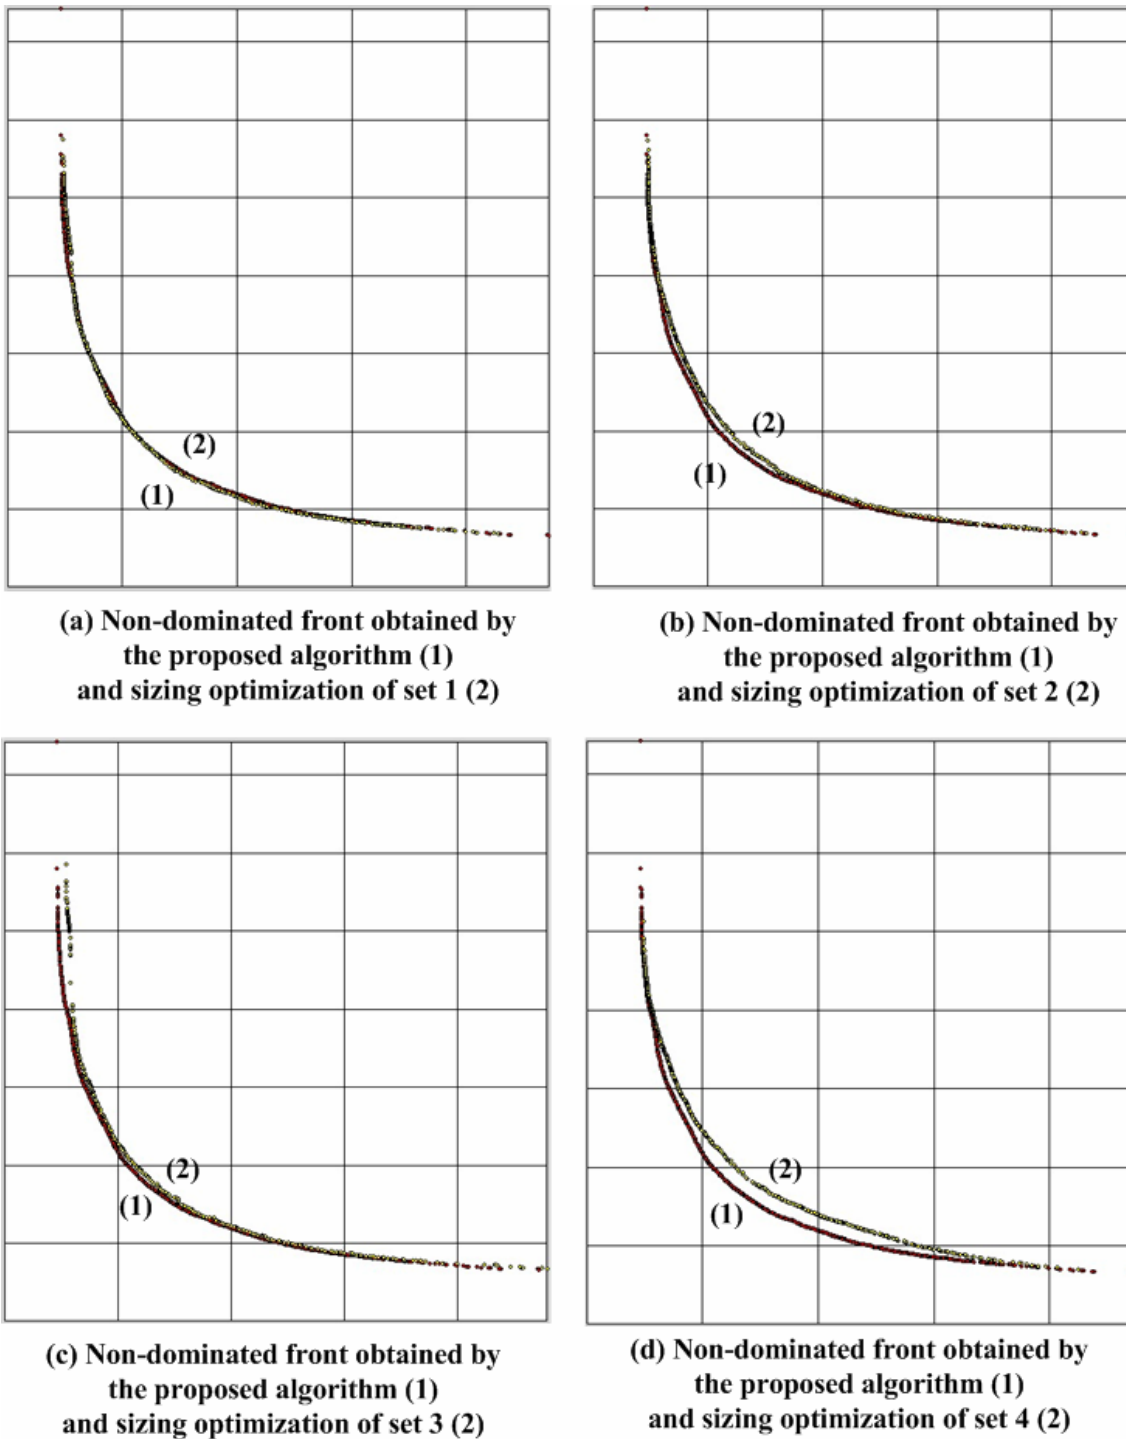 (2)
(1)
(a) Non-dominated front obtained by
the proposed algorithm (1)
and sizing optimization of set 1 (2)
(2)
(1)
(b) Non-dominated front obtained by
the proposed algorithm (1)
and sizing optimization of set 2 (2)
(2)
(1)
(c) Non-dominated front obtained by
the proposed algorithm (1)
and sizing optimization of set 3 (2)
(2)
(1)
(d) Non-dominated front obtained by
the proposed algorithm (1)
and sizing optimization of set 4 (2)